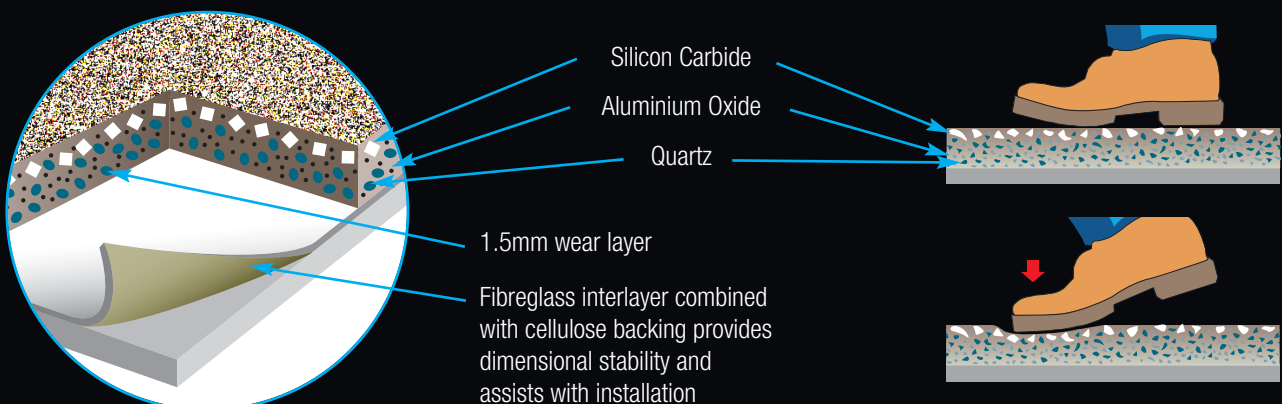 Silicon Carbide
Aluminium Oxide
Quartz
1.5mm wear layer
Fibreglass interlayer combined
with cellulose backing provides
dimensional stability and
assists with installation